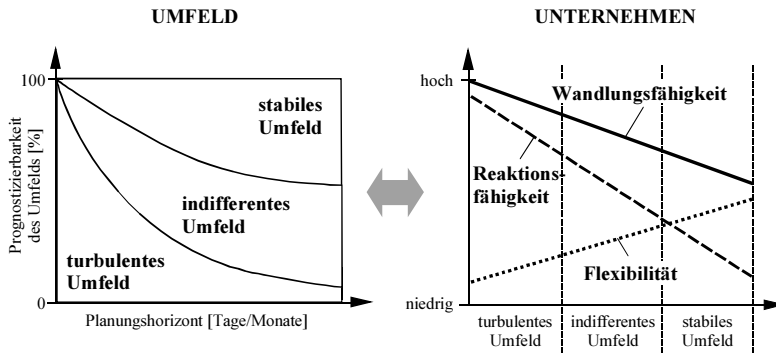 UMFELD
100
Prognostizierbarkeit
des Umfelds [%]
stabiles
Umfeld
indifferentes
Umfeld
turbulentes
Umfeld
0
Planungshorizont [Tage/Monate]
UNTERNEHMEN
hoch
Wandlungsfähigkeit
Reaktions-
fähigkeit
Flexibilität
niedrig
turbulentes
Umfeld
indifferentes
Umfeld
stabiles
Umfeld